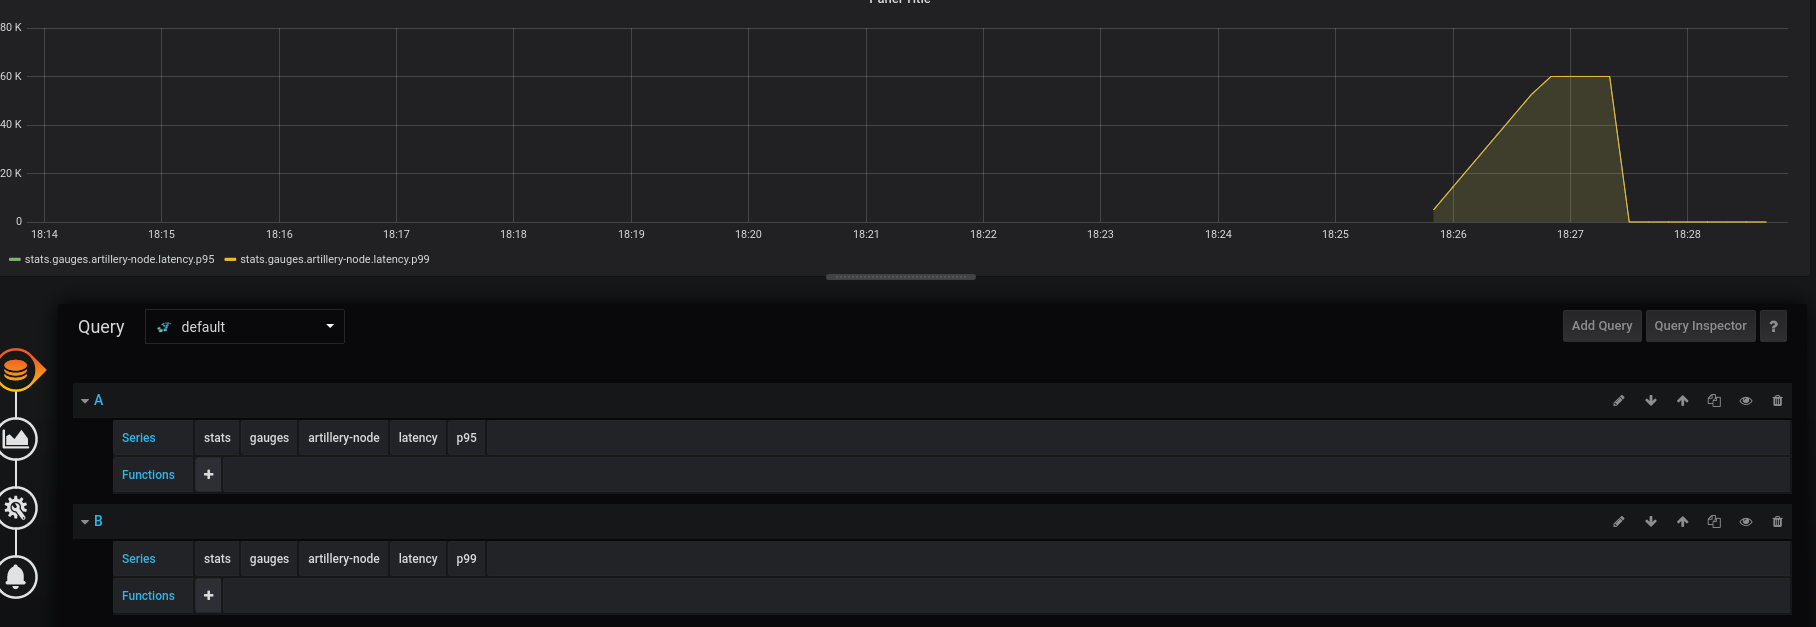 Panel Title
80 K
60 K
40 K
20 K
0
18:14 18:15 18:16 18:17 18:18 18:19 18:20 18:21 18:22 18:23 18:24 18:25 18:26 18:27 18:28
stats.gauges.artillery-node.latency.p95 stats.gauges.artillery-node.latency.p99
Query default Add Query Query Inspector ?
A
Series stats gauges artillery-node latency p95
Functions +
B
Series stats gauges artillery-node latency p99
Functions +